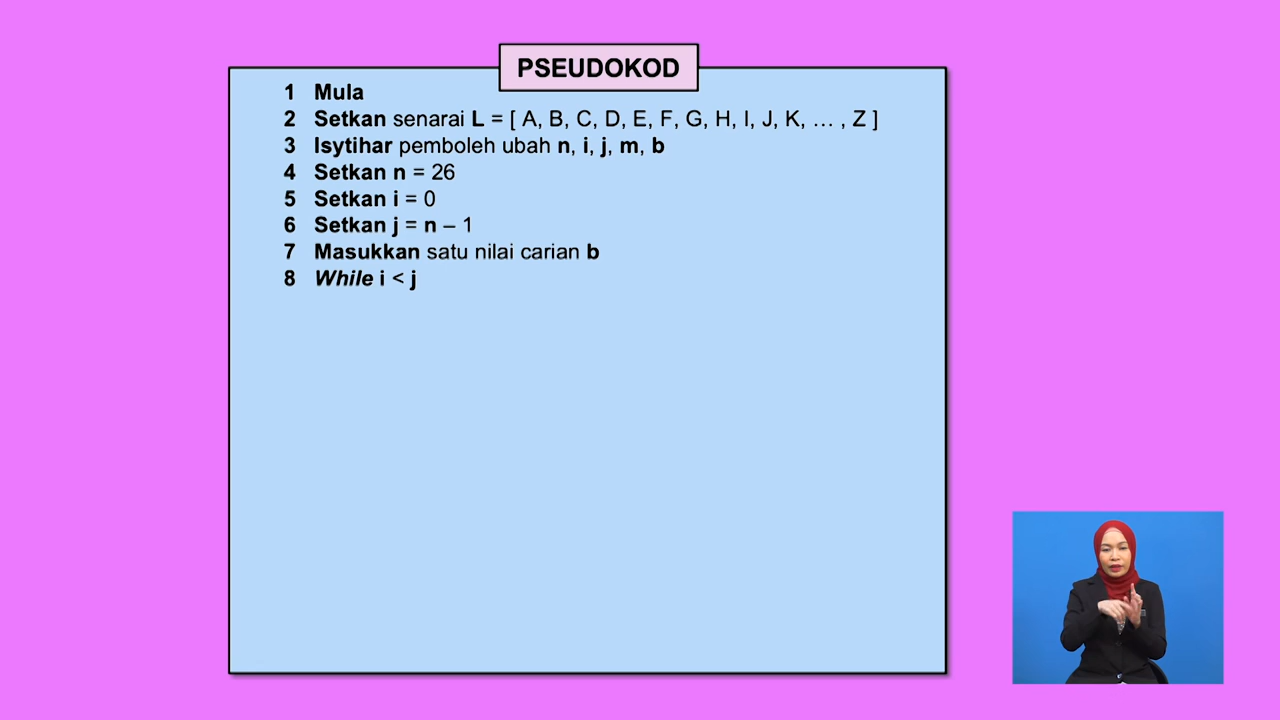 PSEUDOKOD
1 Mula
2 Setkan senarai L = [ A, B, C, D, E, F, G, H, I, J, K, … , Z ]
3 Isytihar pemboleh ubah n, i, j, m, b
4 Setkan n = 26
5 Setkan i = 0
6 Setkan j = n – 1
7 Masukkan satu nilai carian b
8 While i < j